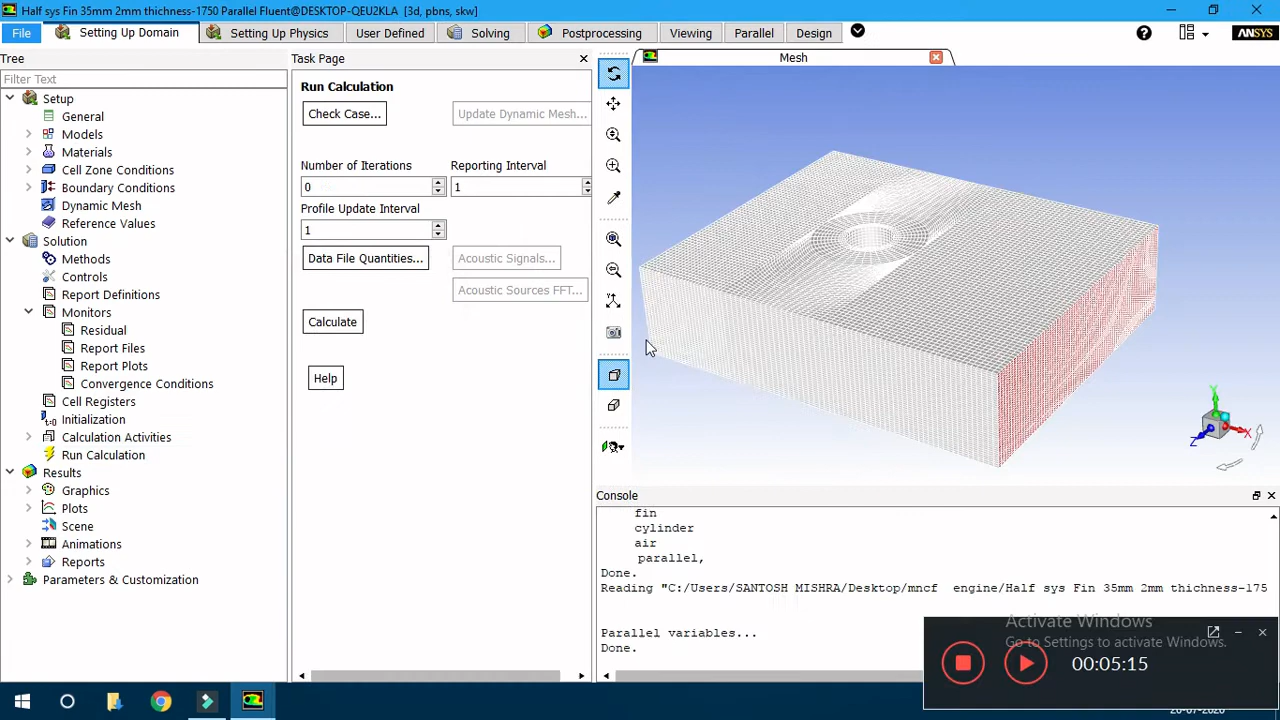 Half sys Fin 35mm 2mm thichness-1750 Parallel Fluent@DESKTOP-QEU2KLA [3d, pbns, skw]
File
Setting Up Domain
Setting Up Physics
User Defined
Solving
Postprocessing
Viewing
Parallel
Design
ANSYS
Tree
Filter Text
Setup
General
Models
Materials
Cell Zone Conditions
Boundary Conditions
Dynamic Mesh
Reference Values
Solution
Methods
Controls
Report Definitions
Monitors
Residual
Report Files
Report Plots
Convergence Conditions
Cell Registers
Initialization
Calculation Activities
Run Calculation
Results
Graphics
Plots
Scene
Animations
Reports
Parameters & Customization
Task Page
Run Calculation
Check Case...
Update Dynamic Mesh...
Number of Iterations
Reporting Interval
0
1
Profile Update Interval
1
Data File Quantities...
Acoustic Signals...
Acoustic Sources FFT...
Calculate
Help
Mesh
Y
X
Z
Console
fin
cylinder
air
parallel,
Done.
Reading "C:/Users/SANTOSH MISHRA/Desktop/mncf engine/Half sys Fin 35mm 2mm thichness-175
Parallel variables...
Done.
Activate Windows
Go to Settings to activate Windows.
00:05:15